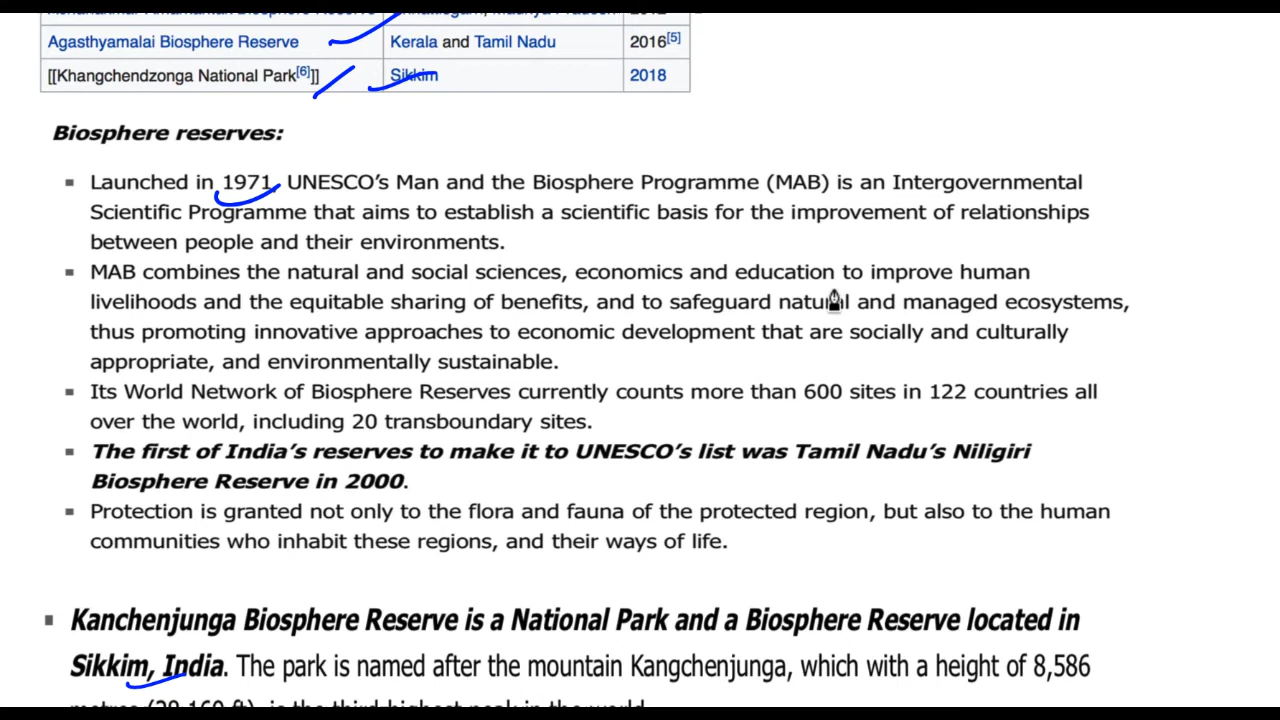 Agasthyamalai Biosphere Reserve Kerala and Tamil Nadu 2016[5]
[[Khangchendzonga National Park[6]]] Sikkim 2018
Biosphere reserves:
▪ Launched in 1971, UNESCO's Man and the Biosphere Programme (MAB) is an Intergovernmental
Scientific Programme that aims to establish a scientific basis for the improvement of relationships
between people and their environments.
▪ MAB combines the natural and social sciences, economics and education to improve human
livelihoods and the equitable sharing of benefits, and to safeguard natural and managed ecosystems,
thus promoting innovative approaches to economic development that are socially and culturally
appropriate, and environmentally sustainable.
▪ Its World Network of Biosphere Reserves currently counts more than 600 sites in 122 countries all
over the world, including 20 transboundary sites.
▪ The first of India's reserves to make it to UNESCO's list was Tamil Nadu's Niligiri
Biosphere Reserve in 2000.
▪ Protection is granted not only to the flora and fauna of the protected region, but also to the human
communities who inhabit these regions, and their ways of life.
▪ Kanchenjunga Biosphere Reserve is a National Park and a Biosphere Reserve located in
Sikkim, India. The park is named after the mountain Kangchenjunga, which with a height of 8,586